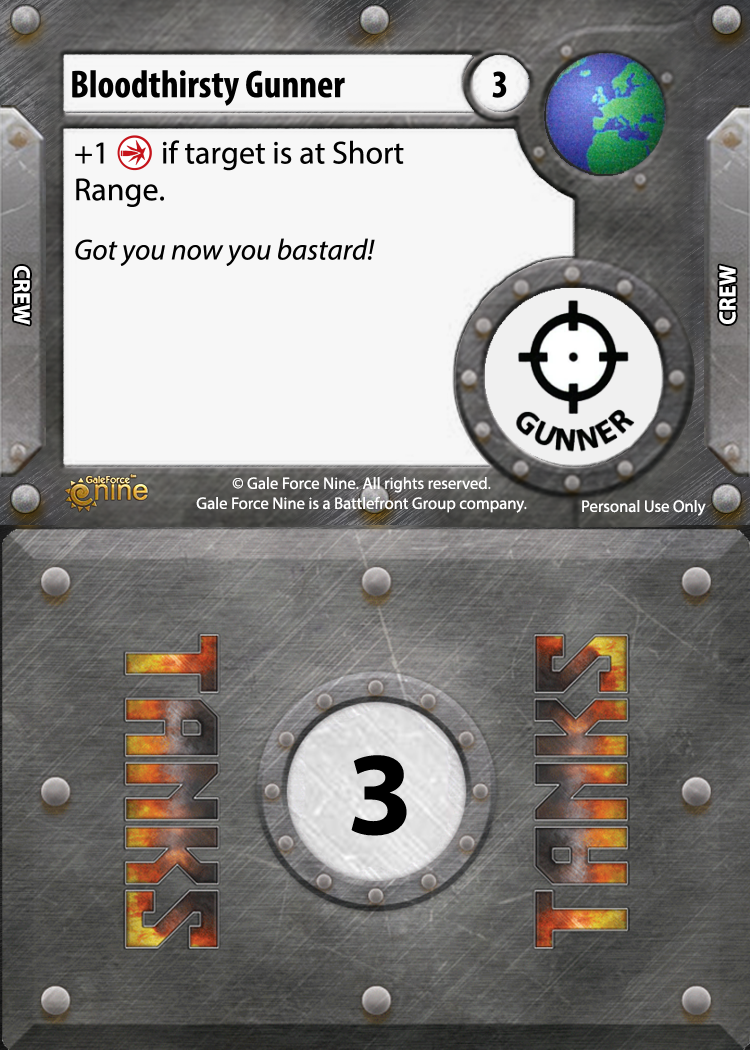 Bloodthirsty Gunner
3
+1 if target is at Short
Range.
Got you now you bastard!
CREW
CREW
GUNNER
GaleForce™
nine
© Gale Force Nine. All rights reserved.
Gale Force Nine is a Battlefront Group company.
Personal Use Only
TANKS
3
TANKS